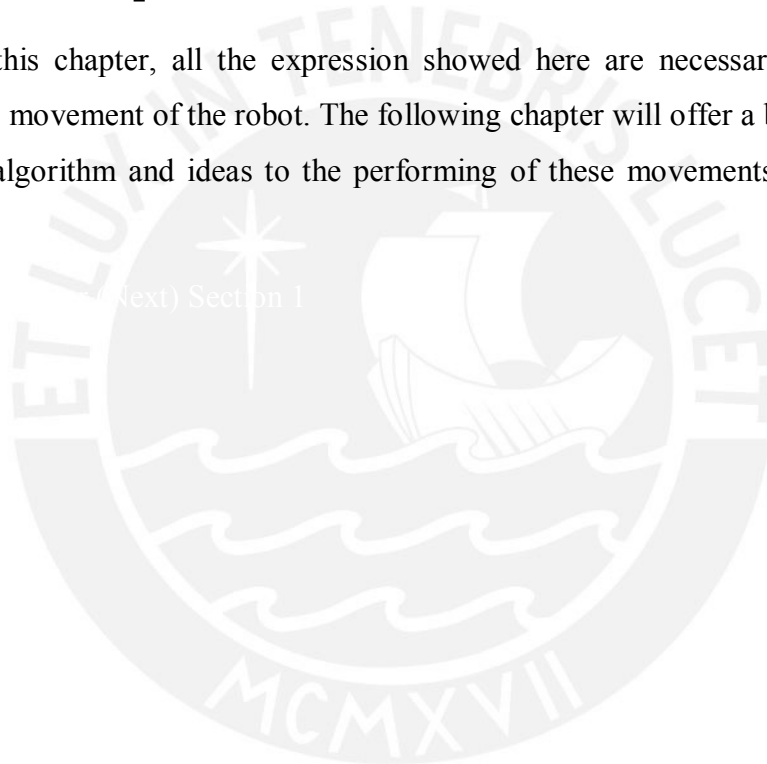 this chapter, all the expression showed here are necessar
movement of the robot. The following chapter will offer a
algorithm and ideas to the performing of these movements
(Next) Section 1
ET LUX IN TENEBRIS LUCET
MCMXVII